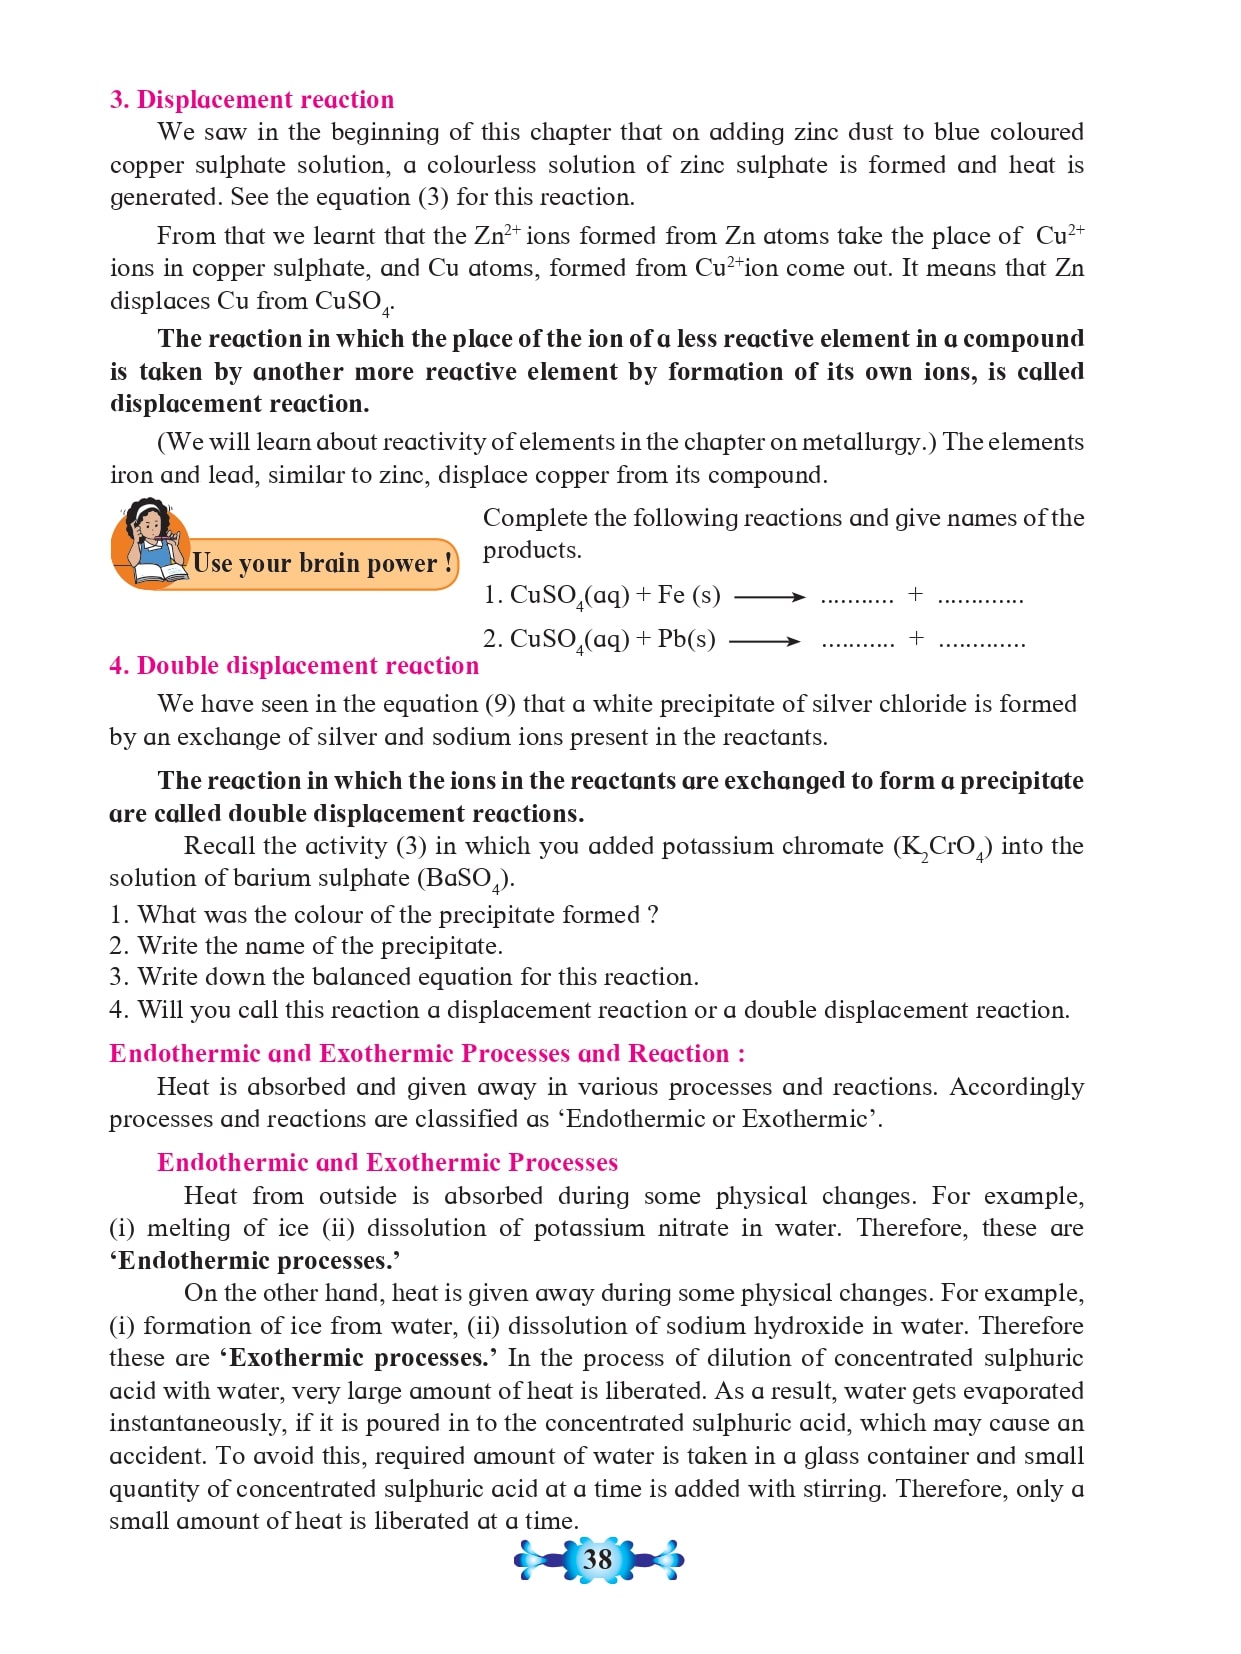 3. Displacement reaction
We saw in the beginning of this chapter that on adding zinc dust to blue coloured
copper sulphate solution, a colourless solution of zinc sulphate is formed and heat is
generated. See the equation (3) for this reaction.
From that we learnt that the Zn²⁺ ions formed from Zn atoms take the place of Cu²⁺
ions in copper sulphate, and Cu atoms, formed from Cu²⁺ion come out. It means that Zn
displaces Cu from CuSO₄.
The reaction in which the place of the ion of a less reactive element in a compound
is taken by another more reactive element by formation of its own ions, is called
displacement reaction.
(We will learn about reactivity of elements in the chapter on metallurgy.) The elements
iron and lead, similar to zinc, displace copper from its compound.
Use your brain power !
Complete the following reactions and give names of the
products.
1. CuSO₄(aq) + Fe (s) ⟶ ........... + .............
2. CuSO₄(aq) + Pb(s) ⟶ ........... + .............
4. Double displacement reaction
We have seen in the equation (9) that a white precipitate of silver chloride is formed
by an exchange of silver and sodium ions present in the reactants.
The reaction in which the ions in the reactants are exchanged to form a precipitate
are called double displacement reactions.
Recall the activity (3) in which you added potassium chromate (K₂CrO₄) into the
solution of barium sulphate (BaSO₄).
1. What was the colour of the precipitate formed ?
2. Write the name of the precipitate.
3. Write down the balanced equation for this reaction.
4. Will you call this reaction a displacement reaction or a double displacement reaction.
Endothermic and Exothermic Processes and Reaction :
Heat is absorbed and given away in various processes and reactions. Accordingly
processes and reactions are classified as ‘Endothermic or Exothermic’.
Endothermic and Exothermic Processes
Heat from outside is absorbed during some physical changes. For example,
(i) melting of ice (ii) dissolution of potassium nitrate in water. Therefore, these are
‘Endothermic processes.’
On the other hand, heat is given away during some physical changes. For example,
(i) formation of ice from water, (ii) dissolution of sodium hydroxide in water. Therefore
these are ‘Exothermic processes.’ In the process of dilution of concentrated sulphuric
acid with water, very large amount of heat is liberated. As a result, water gets evaporated
instantaneously, if it is poured in to the concentrated sulphuric acid, which may cause an
accident. To avoid this, required amount of water is taken in a glass container and small
quantity of concentrated sulphuric acid at a time is added with stirring. Therefore, only a
small amount of heat is liberated at a time.
38